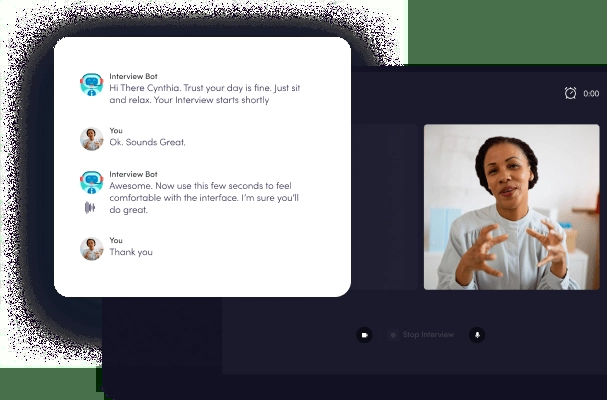 Interview Bot
Hi There Cynthia. Trust your day is fine. Just sit
and relax. Your Interview starts shortly
You
Ok. Sounds Great.
Interview Bot
Awesome. Now use this few seconds to feel
comfortable with the interface. I'm sure you'll
do great.
You
Thank you
0:00
Stop Interview